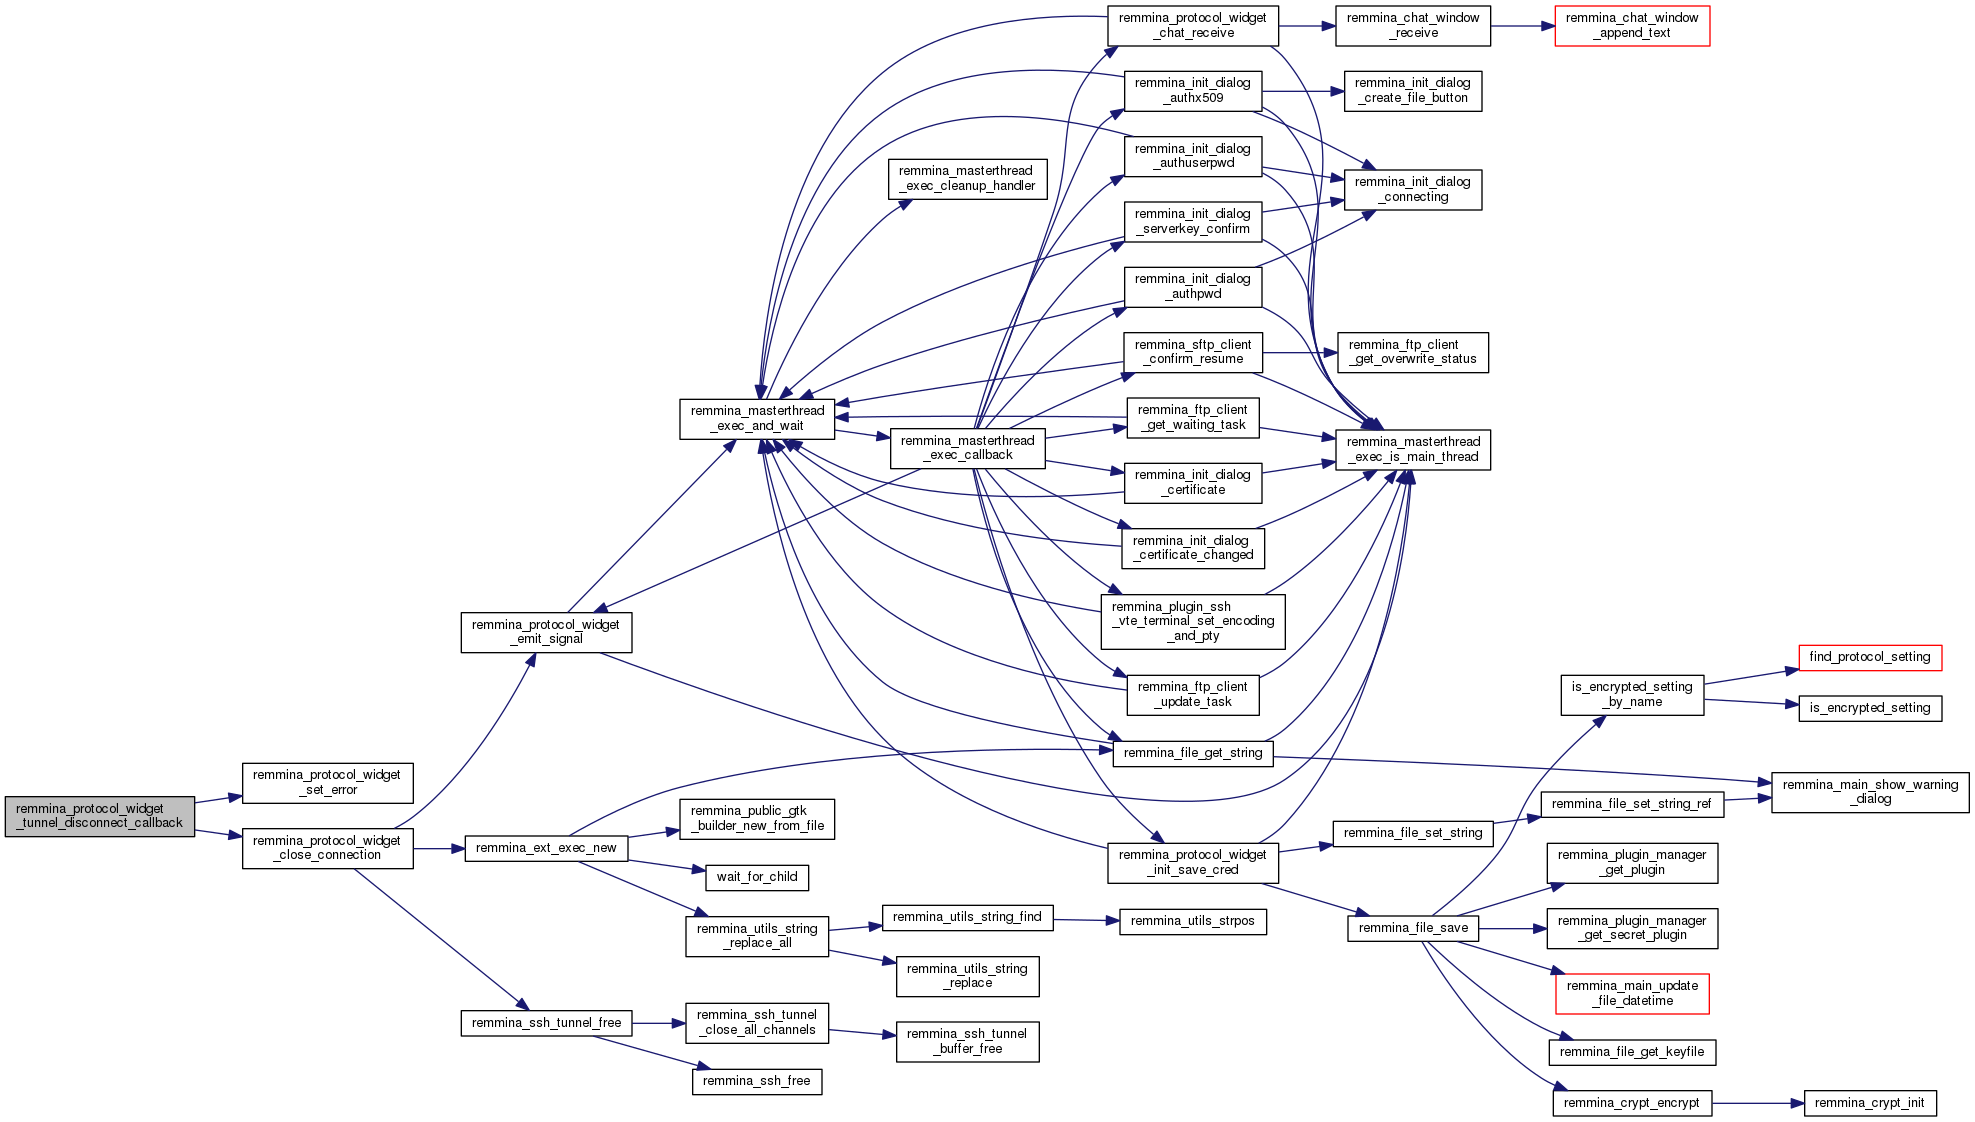 remmina_protocol_widget
_tunnel_disconnect_callback
remmina_protocol_widget
_set_error
remmina_protocol_widget
_close_connection
remmina_protocol_widget
_emit_signal
remmina_ext_exec_new
remmina_ssh_tunnel_free
remmina_masterthread
_exec_and_wait
remmina_public_gtk
_builder_new_from_file
wait_for_child
remmina_utils_string
_replace_all
remmina_ssh_tunnel
_close_all_channels
remmina_ssh_free
remmina_masterthread
_exec_cleanup_handler
remmina_masterthread
_exec_callback
remmina_utils_string_find
remmina_utils_string
_replace
remmina_ssh_tunnel
_buffer_free
remmina_protocol_widget
_chat_receive
remmina_init_dialog
_authx509
remmina_init_dialog
_authuserpwd
remmina_init_dialog
_serverkey_confirm
remmina_init_dialog
_authpwd
remmina_sftp_client
_confirm_resume
remmina_ftp_client
_get_waiting_task
remmina_init_dialog
_certificate
remmina_init_dialog
_certificate_changed
remmina_plugin_ssh
_vte_terminal_set_encoding
_and_pty
remmina_ftp_client
_update_task
remmina_file_get_string
remmina_protocol_widget
_init_save_cred
remmina_utils_strpos
remmina_chat_window
_receive
remmina_init_dialog
_create_file_button
remmina_init_dialog
_connecting
remmina_ftp_client
_get_overwrite_status
remmina_masterthread
_exec_is_main_thread
remmina_file_set_string
remmina_file_save
remmina_chat_window
_append_text
is_encrypted_setting
_by_name
remmina_file_set_string_ref
remmina_plugin_manager
_get_plugin
remmina_plugin_manager
_get_secret_plugin
remmina_main_update
_file_datetime
remmina_file_get_keyfile
remmina_crypt_encrypt
find_protocol_setting
is_encrypted_setting
remmina_main_show_warning
_dialog
remmina_crypt_init